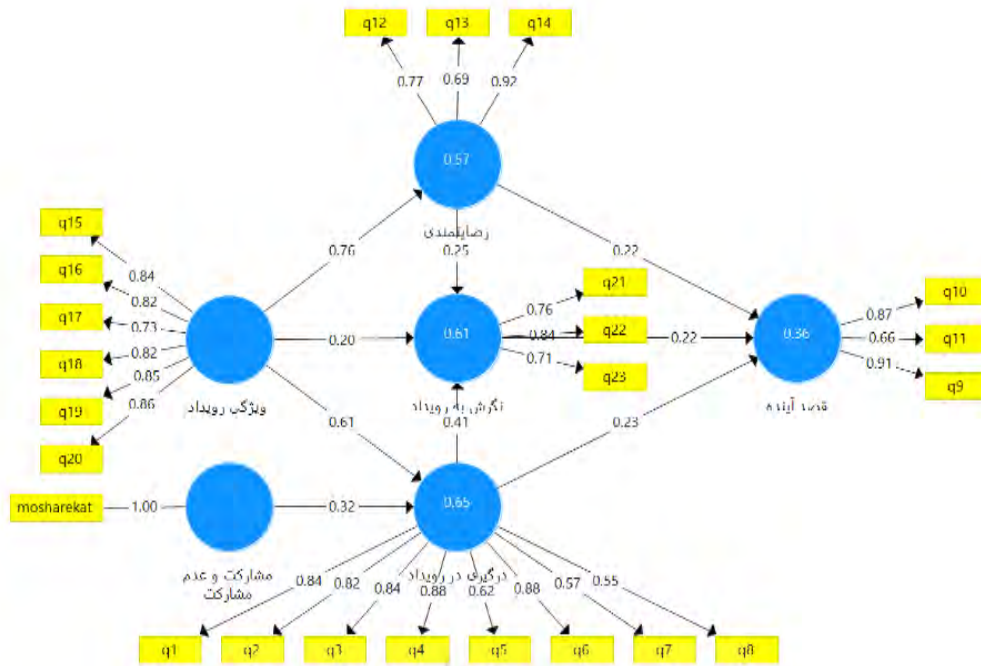 q12 q13 q14
0.77 0.69 0.92
0.57
رضایتمندی
q15
q16
q17
q18
q19
q20
0.84
0.82
0.73
0.82
0.85
0.86
0.76
0.25
0.22
0.20
0.61
ویژگی رویداد
0.61
نگرش به رویداد
0.41
0.76
0.84
0.71
q21
q22
q23
0.22
0.23
0.36
قصد آینده
0.87
0.66
0.91
q10
q11
q9
mosharekat
1.00
0.32
مشارکت و عدم
مشارکت
0.65
درگیری در رویداد
0.84 0.82 0.84 0.88 0.62 0.88 0.57 0.55
q1 q2 q3 q4 q5 q6 q7 q8